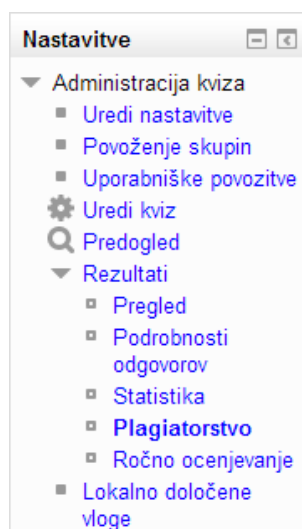 Nastavitve
Administracija kviza
Uredi nastavitve
Povoženje skupin
Uporabniške povozitve
Uredi kviz
Predogled
Rezultati
Pregled
Podrobnosti
odgovorov
Statistika
Plagiatorstvo
Ročno ocenjevanje
Lokalno določene
vloge